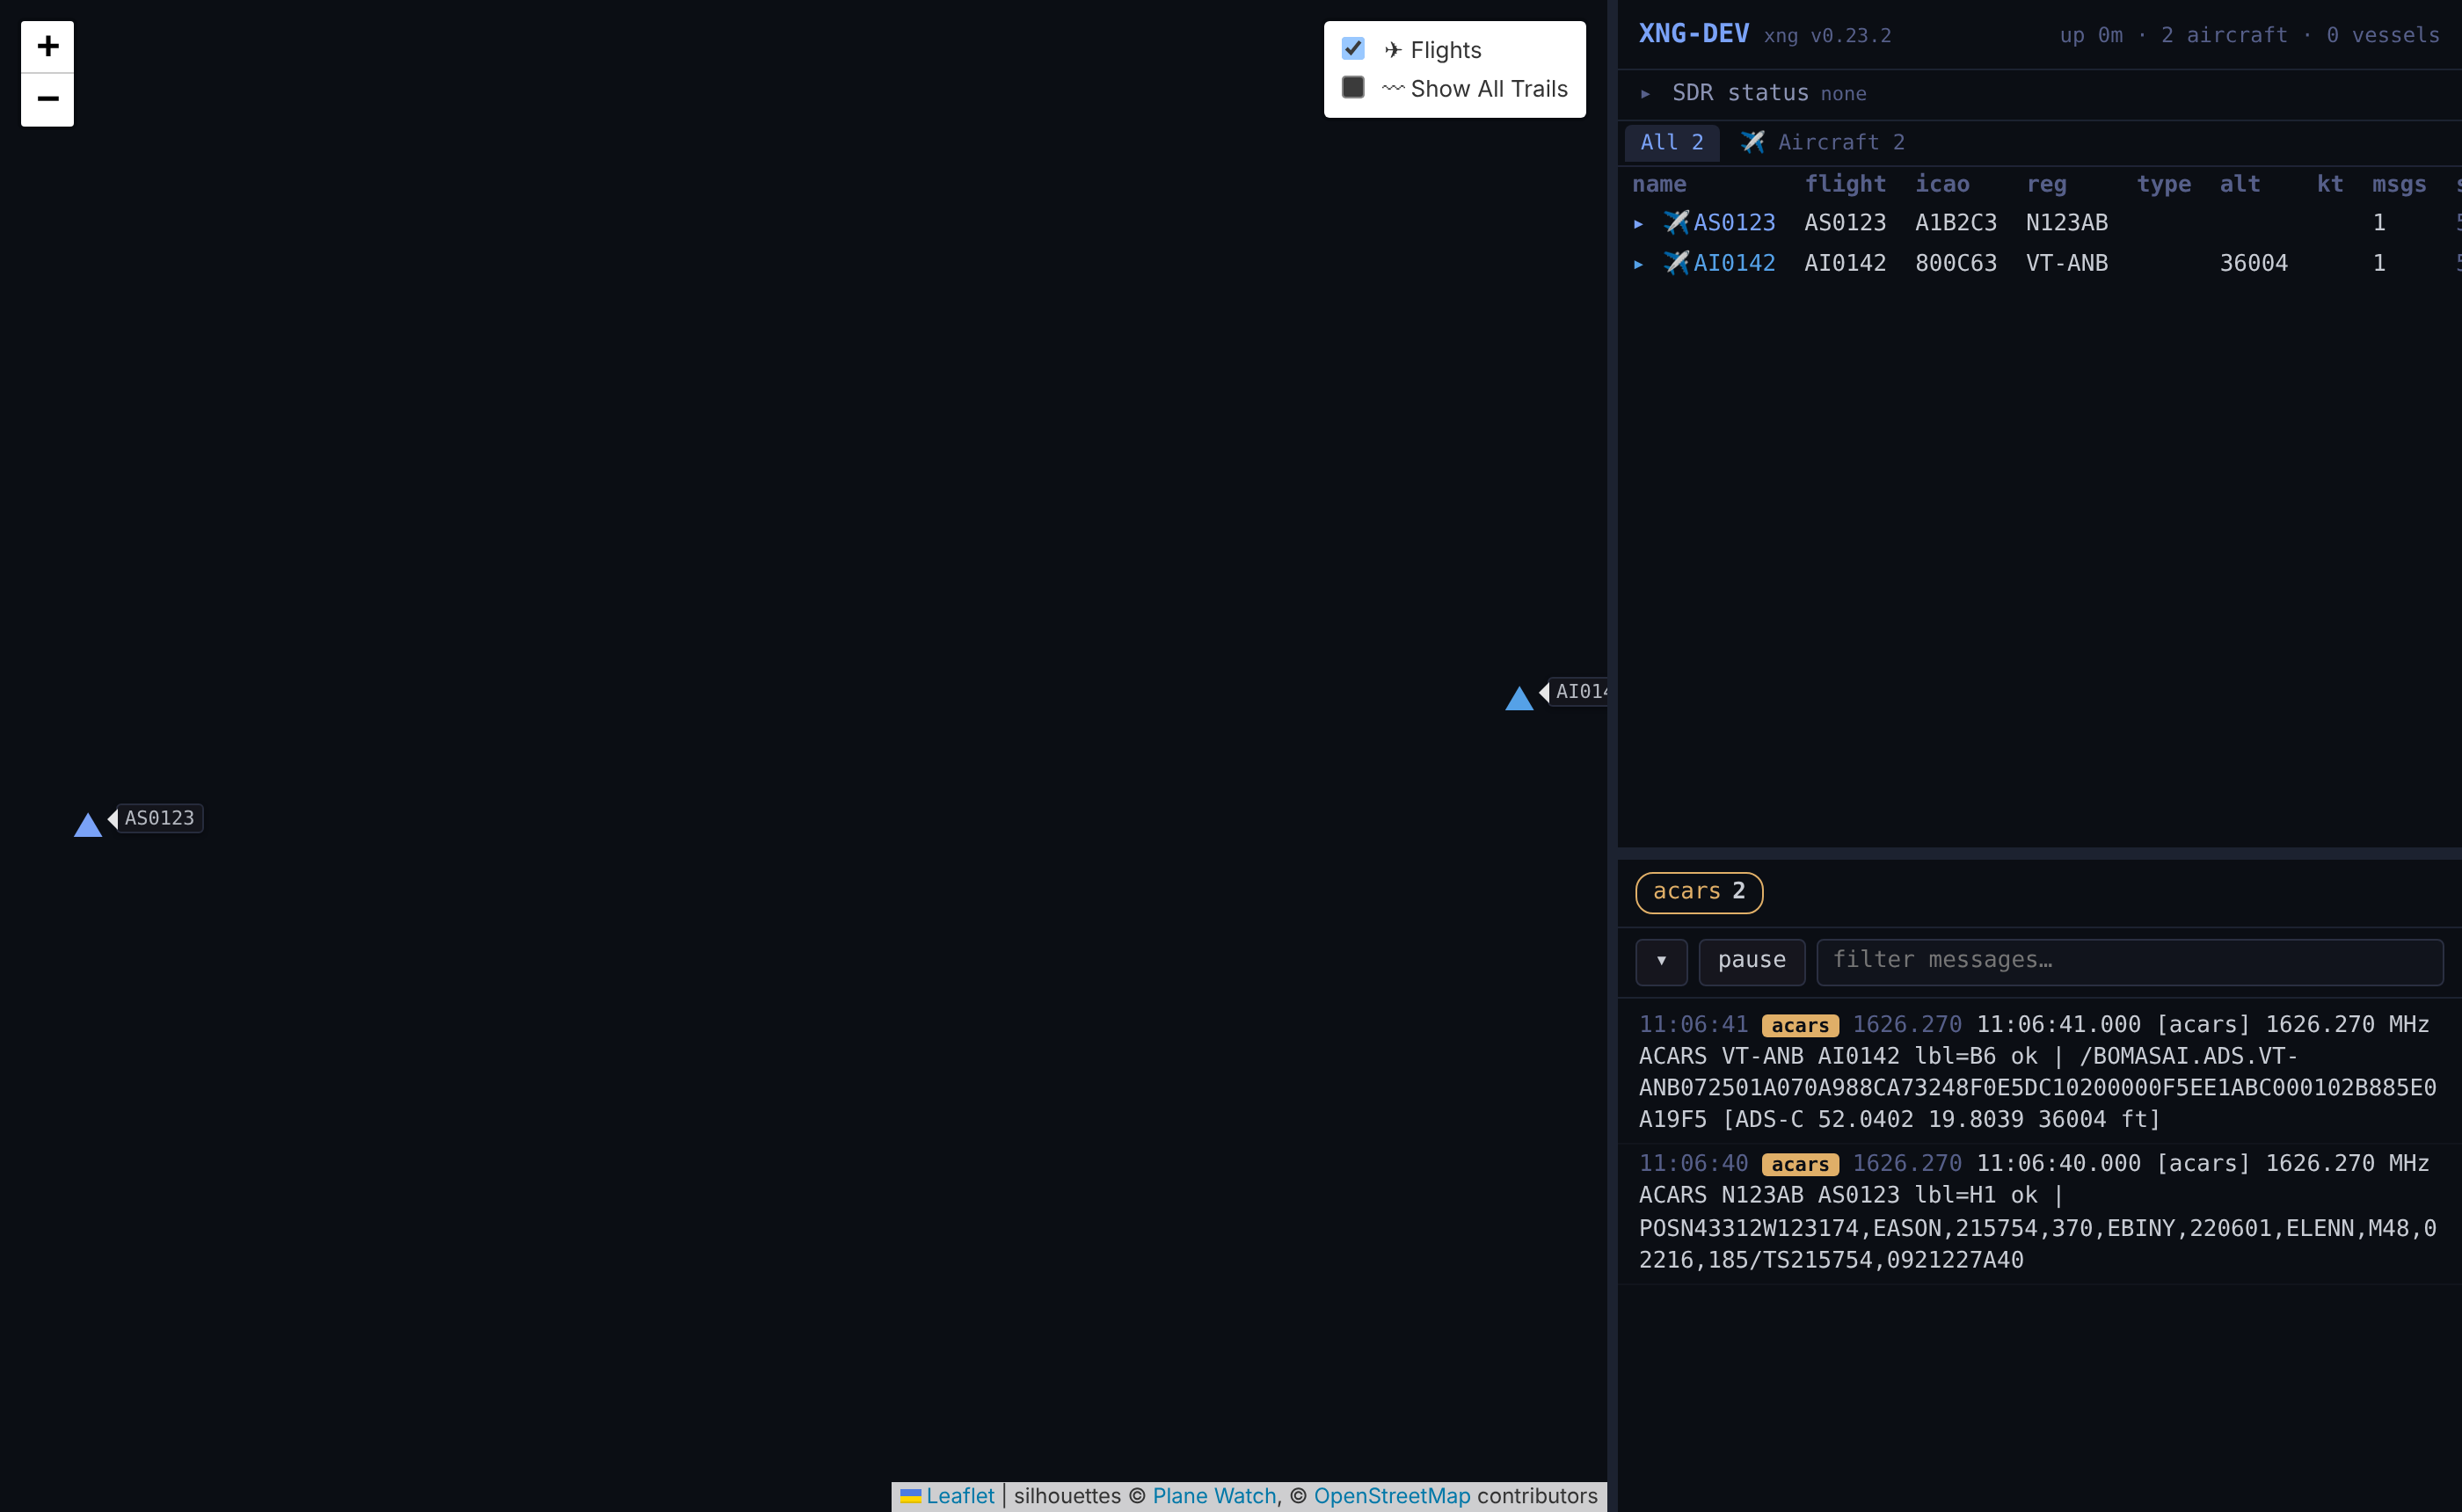 +
−
✈ Flights
〰 Show All Trails
AS0123
AI014
Leaflet | silhouettes © Plane Watch, © OpenStreetMap contributors
XNG-DEV xng v0.23.2 up 0m · 2 aircraft · 0 vessels
▸ SDR status none
All 2 ✈️ Aircraft 2
name flight icao reg type alt kt msgs
▸ ✈️AS0123 AS0123 A1B2C3 N123AB 1
▸ ✈️AI0142 AI0142 800C63 VT-ANB 36004 1
acars 2
▾ pause filter messages…
11:06:41 acars 1626.270 11:06:41.000 [acars] 1626.270 MHz
ACARS VT-ANB AI0142 lbl=B6 ok | /BOMASAI.ADS.VT-
ANB072501A070A988CA73248F0E5DC10200000F5EE1ABC000102B885E0
A19F5 [ADS-C 52.0402 19.8039 36004 ft]
11:06:40 acars 1626.270 11:06:40.000 [acars] 1626.270 MHz
ACARS N123AB AS0123 lbl=H1 ok |
POSN43312W123174,EASON,215754,370,EBINY,220601,ELENN,M48,0
2216,185/TS215754,0921227A40